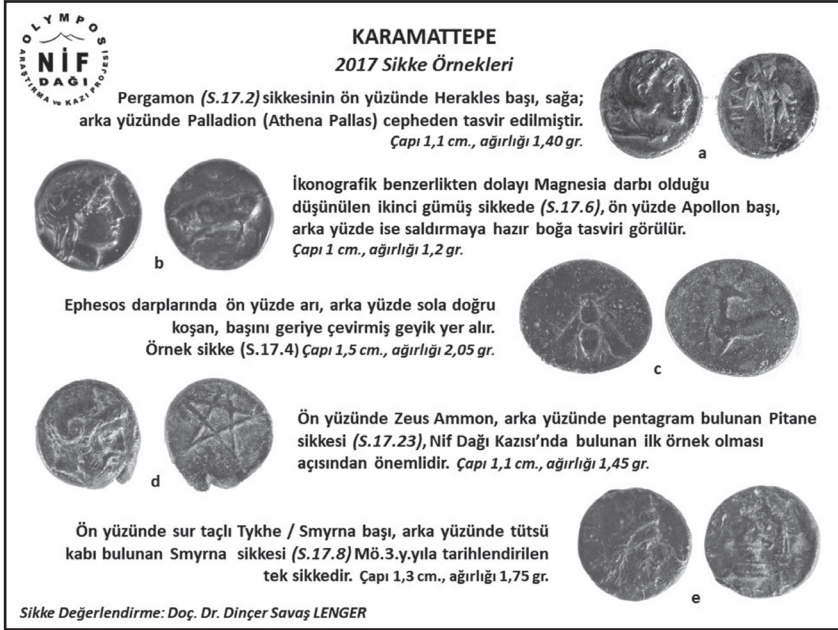 OLYMPOS
NİF
DAĞI
ARAŞTIRMA ve KAZI PROJESİ
KARAMATTEPE
2017 Sikke Örnekleri
Pergamon (S.17.2) sikkesinin ön yüzünde Herakles başı, sağa;
arka yüzünde Palladion (Athena Pallas) cepheden tasvir edilmiştir.
Çapı 1,1 cm., ağırlığı 1,40 gr.
a
İkonografik benzerlikten dolayı Magnesia darbı olduğu
düşünülen ikinci gümüş sikkede (S.17.6), ön yüzde Apollon başı,
arka yüzde ise saldırmaya hazır boğa tasviri görülür.
Çapı 1 cm., ağırlığı 1,2 gr.
b
Ephesos darplarında ön yüzde arı, arka yüzde sola doğru
koşan, başını geriye çevirmiş geyik yer alır.
Örnek sikke (S.17.4) Çapı 1,5 cm., ağırlığı 2,05 gr.
c
Ön yüzünde Zeus Ammon, arka yüzünde pentagram bulunan Pitane
sikkesi (S.17.23), Nif Dağı Kazısı’nda bulunan ilk örnek olması
açısından önemlidir. Çapı 1,1 cm., ağırlığı 1,45 gr.
d
Ön yüzünde sur taçlı Tykhe / Smyrna başı, arka yüzünde tütsü
kabı bulunan Smyrna sikkesi (S.17.8) Mö.3.y.yıla tarihlendirilen
tek sikkedir. Çapı 1,3 cm., ağırlığı 1,75 gr.
e
Sikke Değerlendirme: Doç. Dr. Dinçer Savaş LENGER